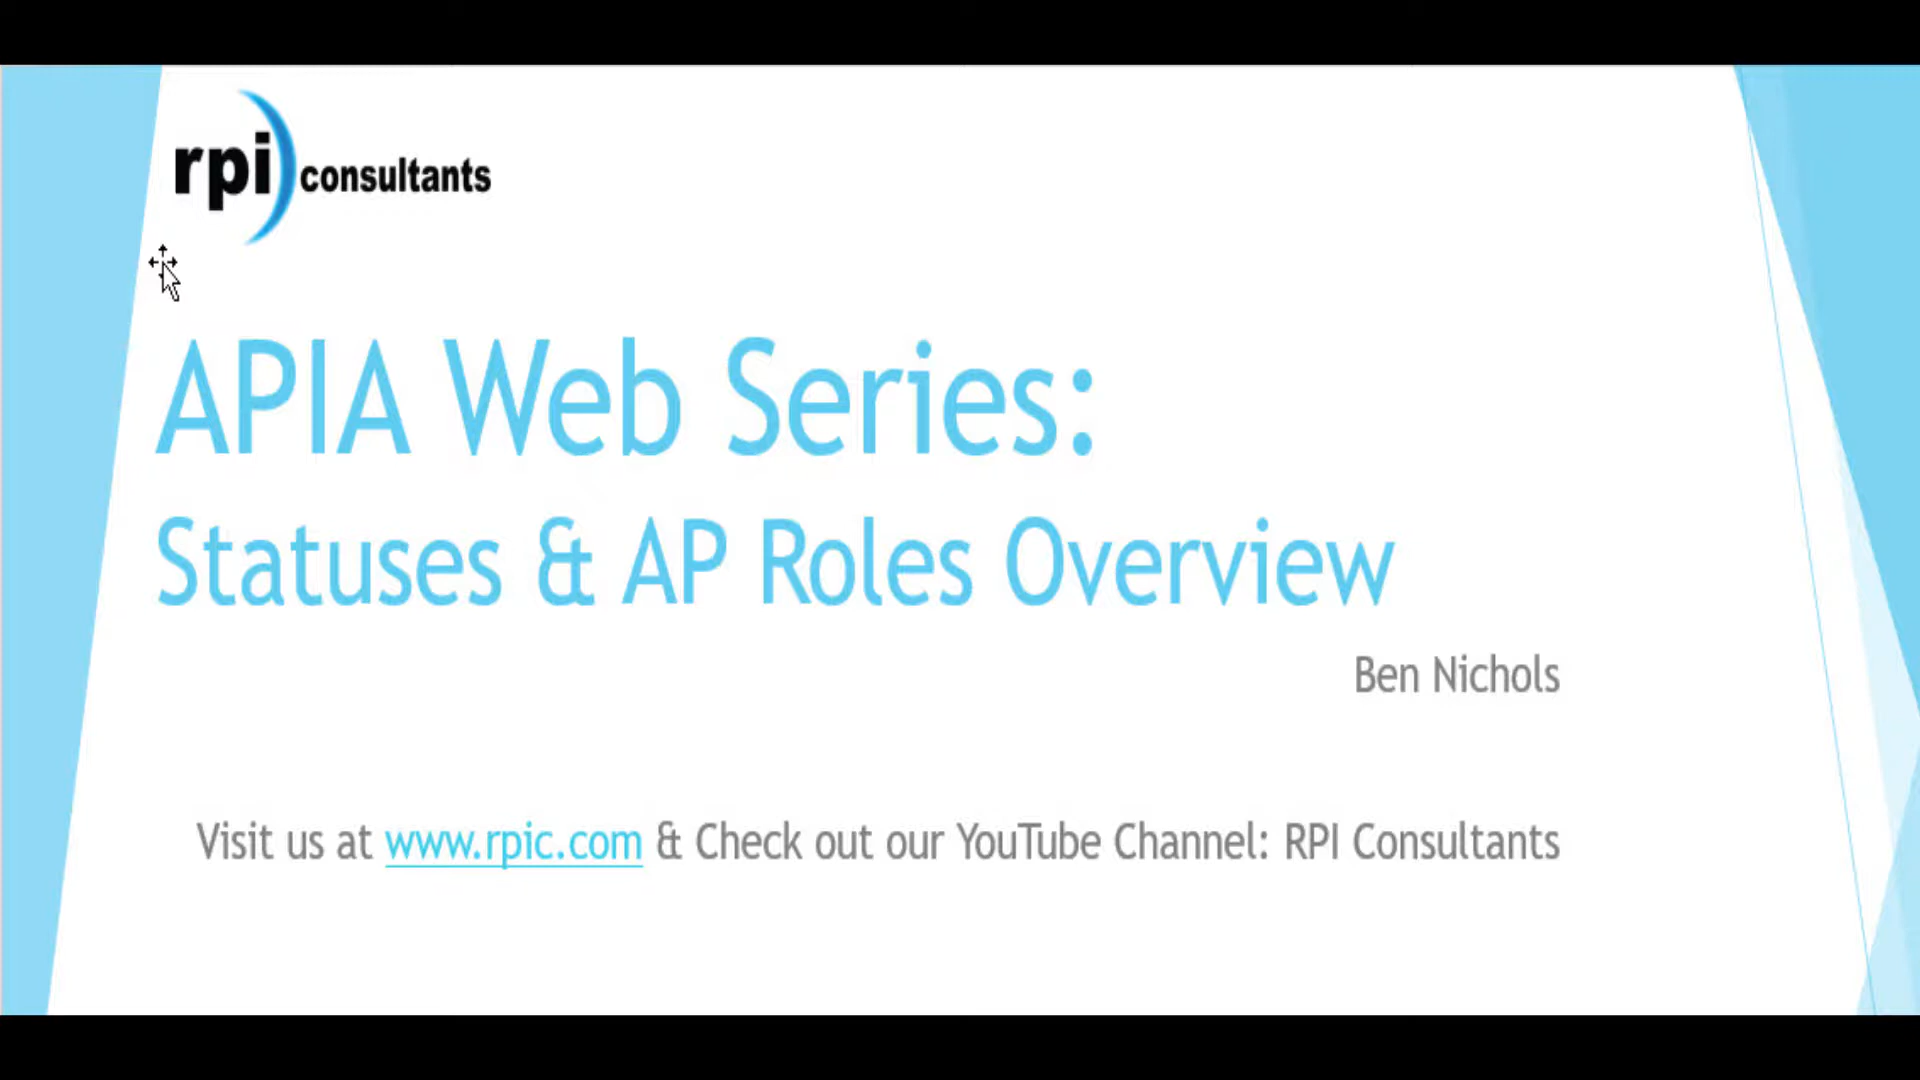 rpi consultants
APIA Web Series:
Statuses & AP Roles Overview
Ben Nichols
Visit us at www.rpic.com & Check out our YouTube Channel: RPI Consultants